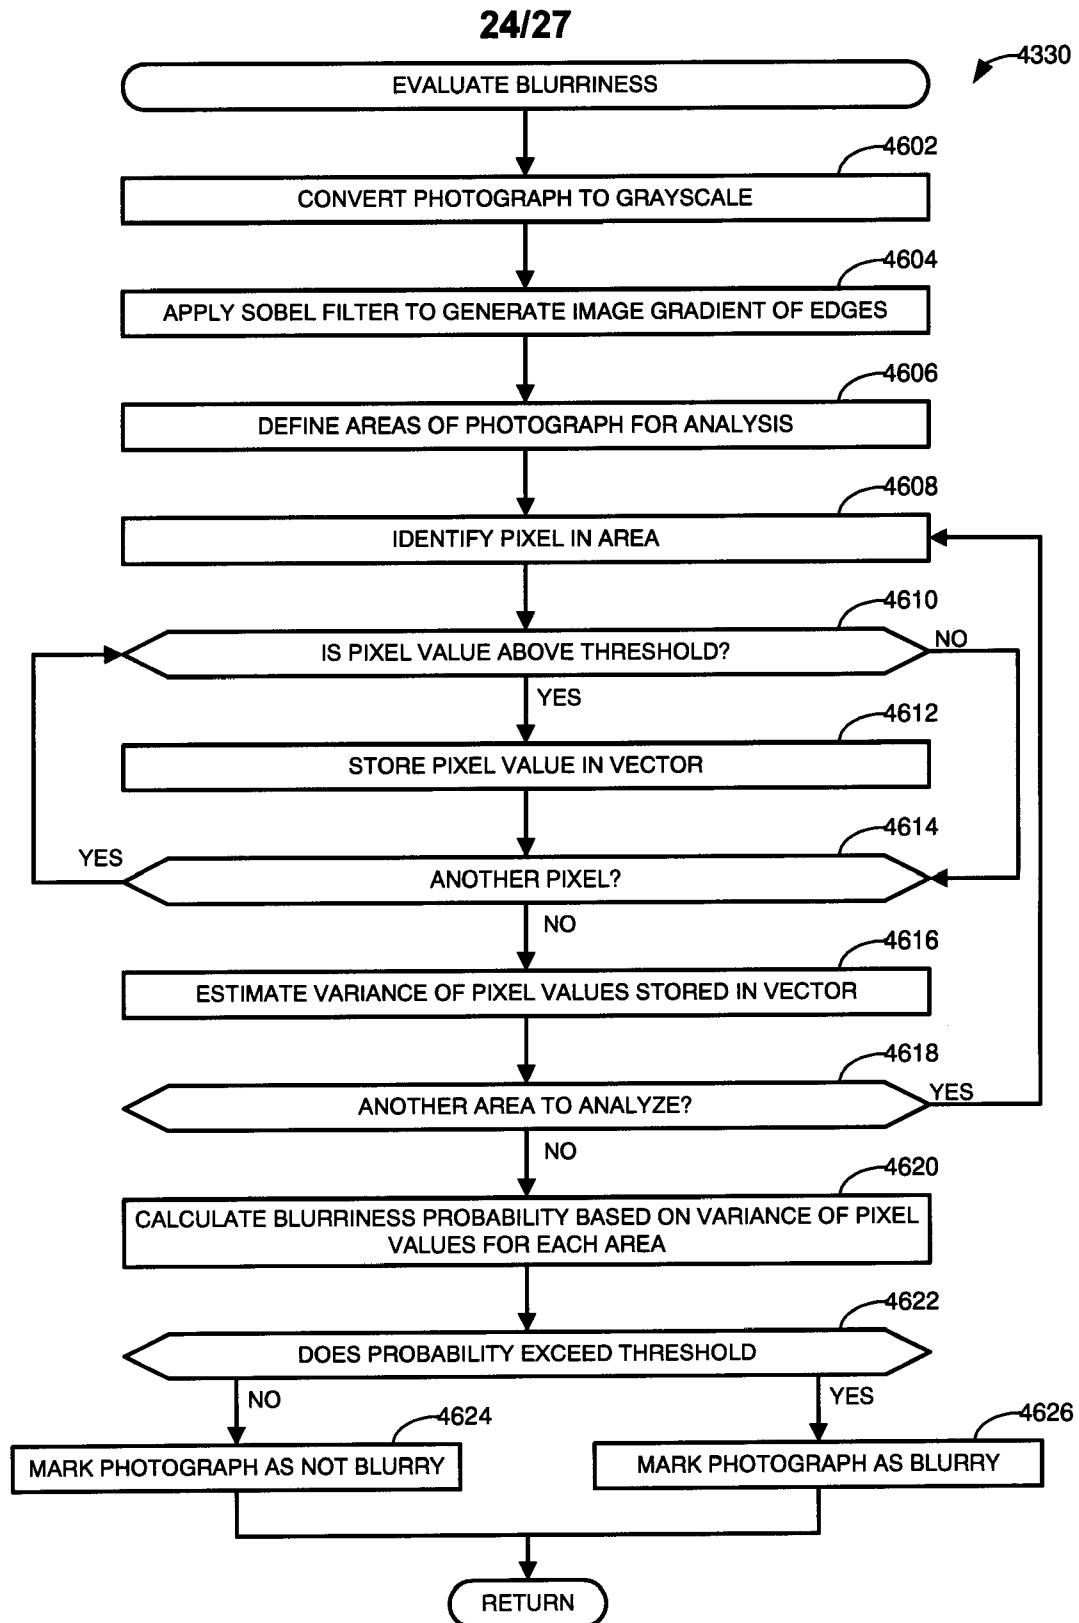 24/27
4330
EVALUATE BLURRINESS
4602
CONVERT PHOTOGRAPH TO GRAYSCALE
4604
APPLY SOBEL FILTER TO GENERATE IMAGE GRADIENT OF EDGES
4606
DEFINE AREAS OF PHOTOGRAPH FOR ANALYSIS
4608
IDENTIFY PIXEL IN AREA
4610
IS PIXEL VALUE ABOVE THRESHOLD?
NO
YES
4612
STORE PIXEL VALUE IN VECTOR
4614
YES
ANOTHER PIXEL?
NO
4616
ESTIMATE VARIANCE OF PIXEL VALUES STORED IN VECTOR
4618
ANOTHER AREA TO ANALYZE?
YES
NO
4620
CALCULATE BLURRINESS PROBABILITY BASED ON VARIANCE OF PIXEL
VALUES FOR EACH AREA
4622
DOES PROBABILITY EXCEED THRESHOLD
NO
YES
4624
4626
MARK PHOTOGRAPH AS NOT BLURRY
MARK PHOTOGRAPH AS BLURRY
RETURN